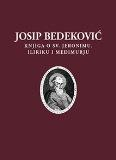 JOSIP BEDEKOVIĆ
KNJIGA O SV. JERONIMU,
ILIRIKU I MEĐIMURJU